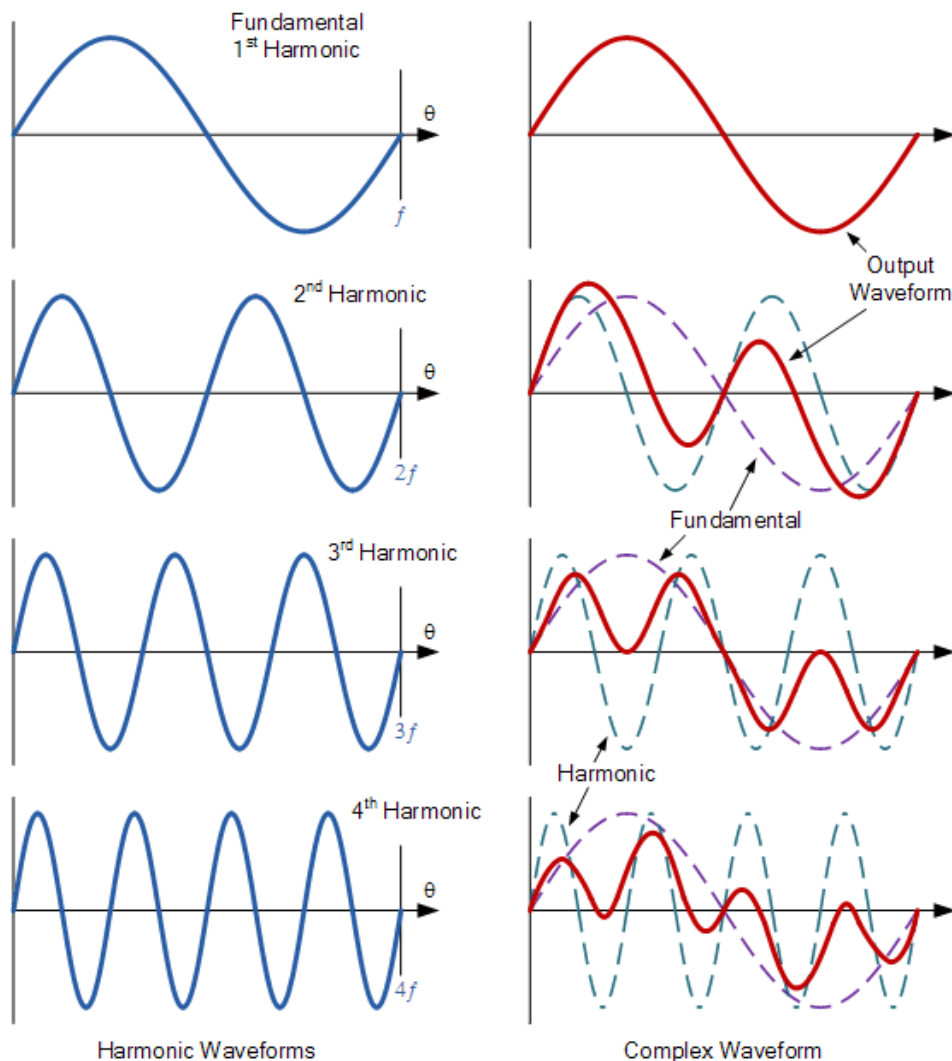 Fundamental
1st Harmonic
θ
f
Output
Waveform
2nd Harmonic
θ
2f
Fundamental
3rd Harmonic
θ
3f
Harmonic
4th Harmonic
θ
4f
Harmonic Waveforms
Complex Waveform